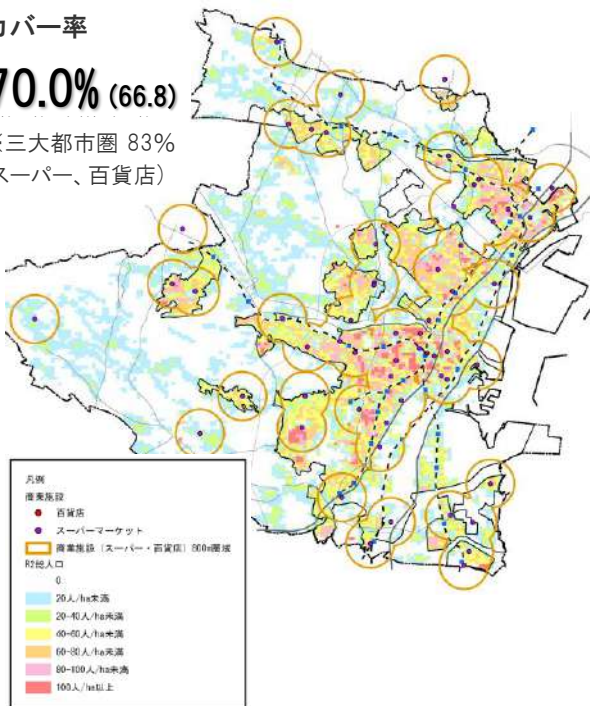 カバー率
70.0% (66.8)
三大都市圏 83%
スーパー、百貨店)
凡例
商業施設
百貨店
スーパーマーケット
商業施設(スーパー・百貨店)800m圏域
R2総人口
0
20人/ha未満
20-40人/ha未満
40-60人/ha未満
60-80人/ha未満
80-100人/ha未満
100人/ha以上